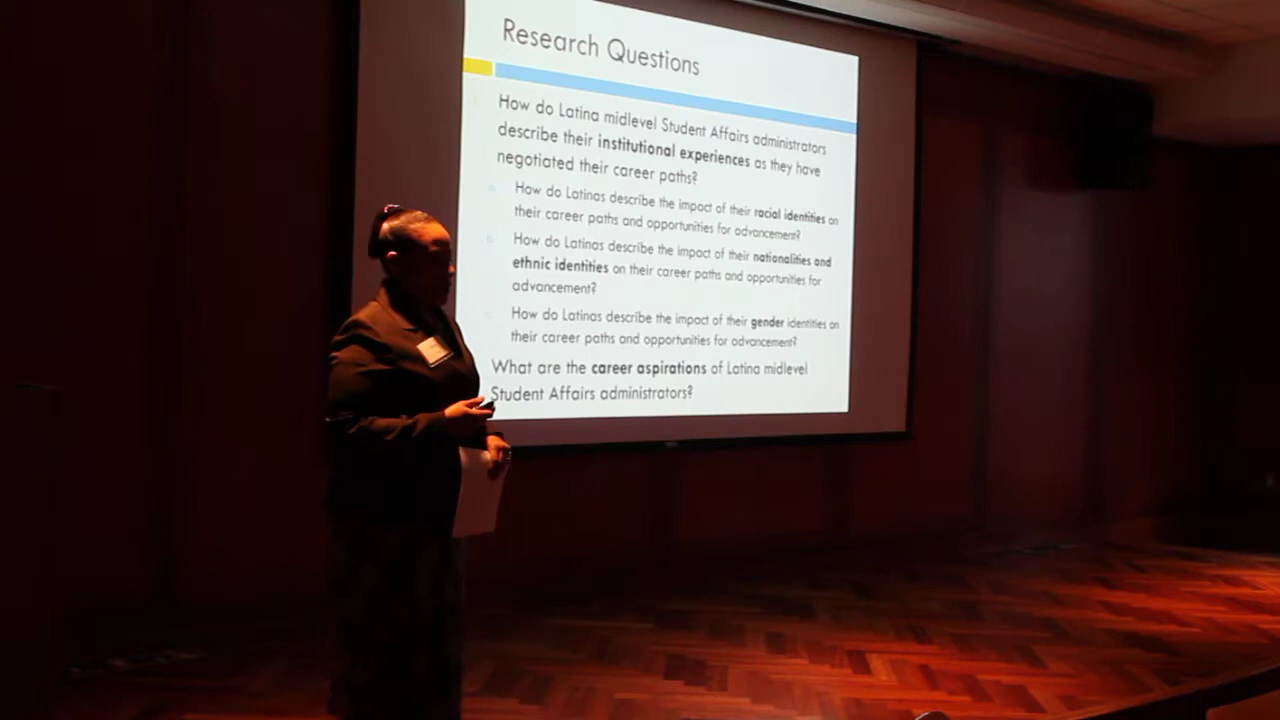 Research Questions
How do Latina midlevel Student Affairs administrators
describe their institutional experiences as they have
negotiated their career paths?
How do Latinas describe the impact of their racial identities on
their career paths and opportunities for advancement?
How do Latinas describe the impact of their nationalities and
ethnic identities on their career paths and opportunities for
advancement?
How do Latinas describe the impact of their gender identities on
their career paths and opportunities for advancement?
What are the career aspirations of Latina midlevel
Student Affairs administrators?